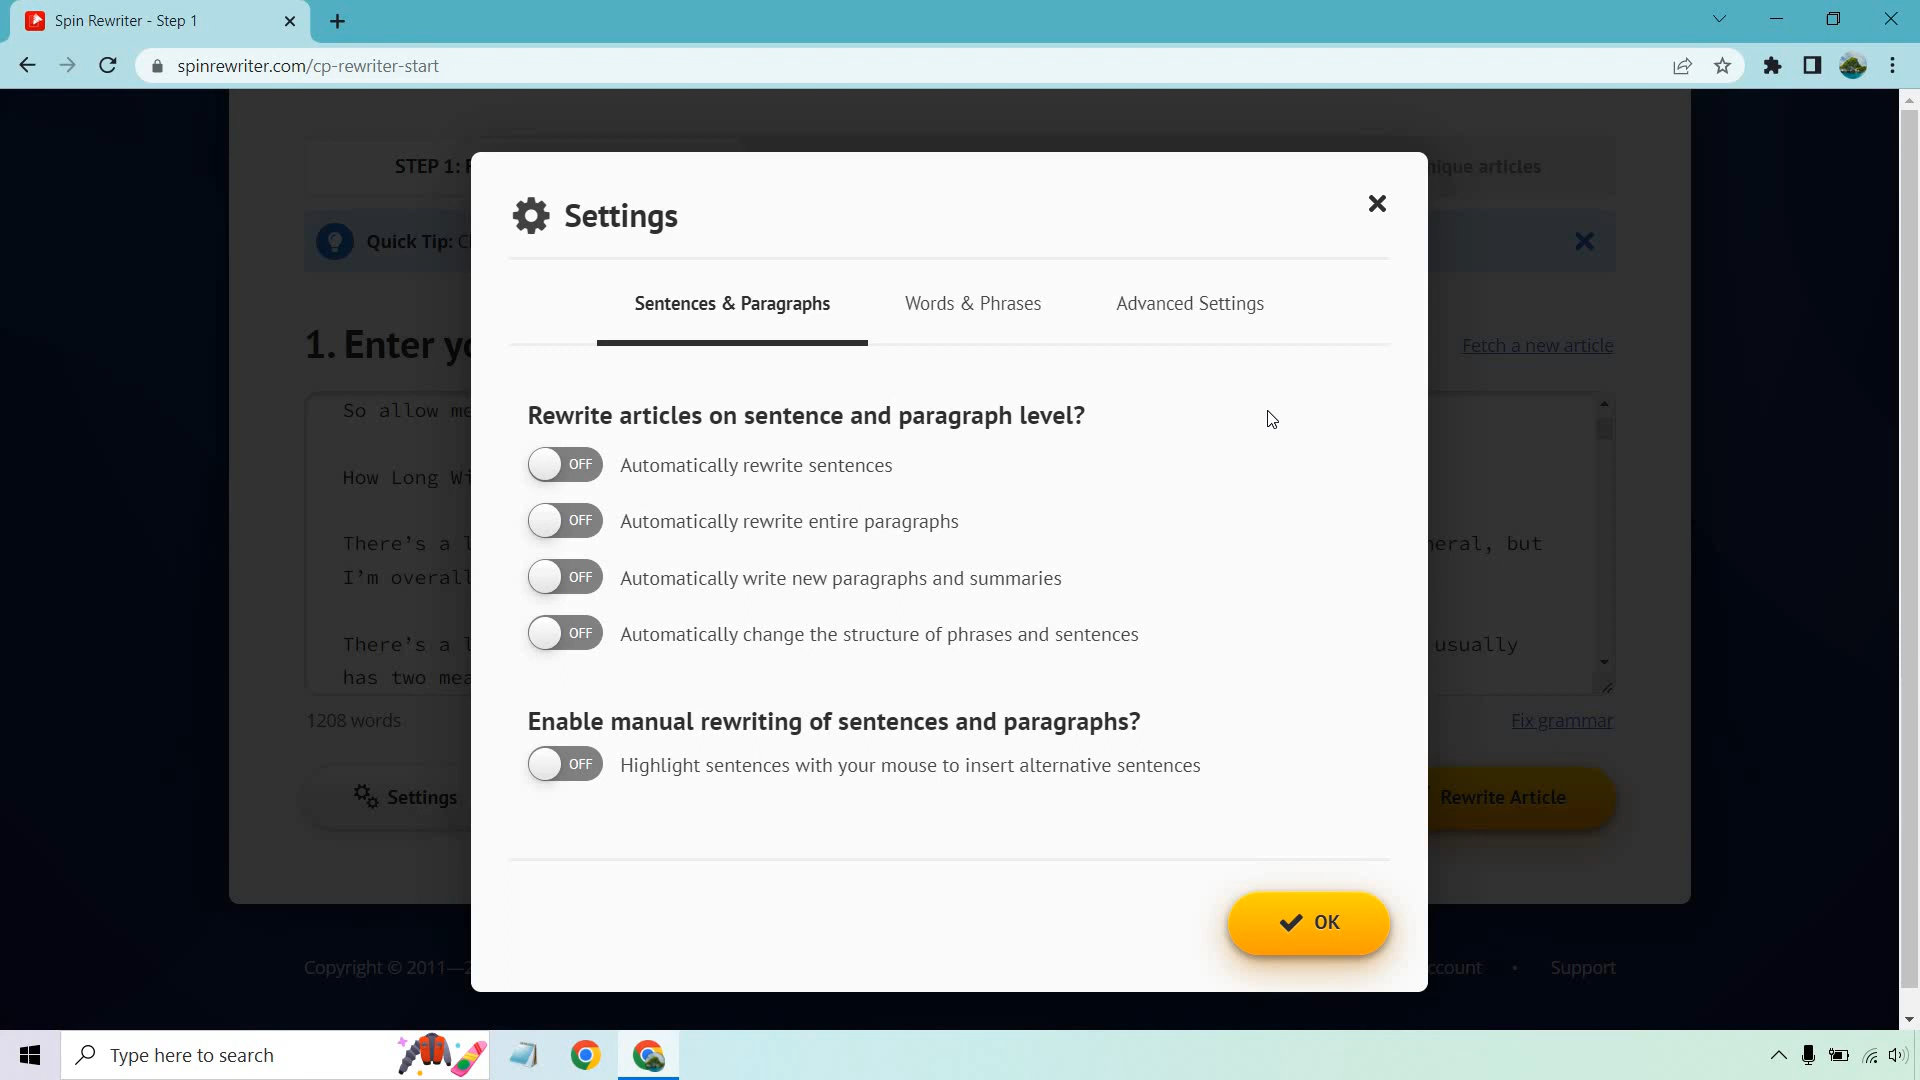 Spin Rewriter - Step 1
spinrewriter.com/cp-rewriter-start
STEP 1:
nique articles
Settings
Quick Tip:
Sentences & Paragraphs
Words & Phrases
Advanced Settings
1. Enter yo
Fetch a new article
So allow me
Rewrite articles on sentence and paragraph level?
OFF Automatically rewrite sentences
How Long Wi
OFF Automatically rewrite entire paragraphs
There's a l
neral, but
I'm overall
OFF Automatically write new paragraphs and summaries
OFF Automatically change the structure of phrases and sentences
There's a l
usually
has two mea
1208 words
Fix grammar
Enable manual rewriting of sentences and paragraphs?
OFF Highlight sentences with your mouse to insert alternative sentences
Settings
Rewrite Article
OK
Copyright © 2011—2
ccount • Support
Type here to search